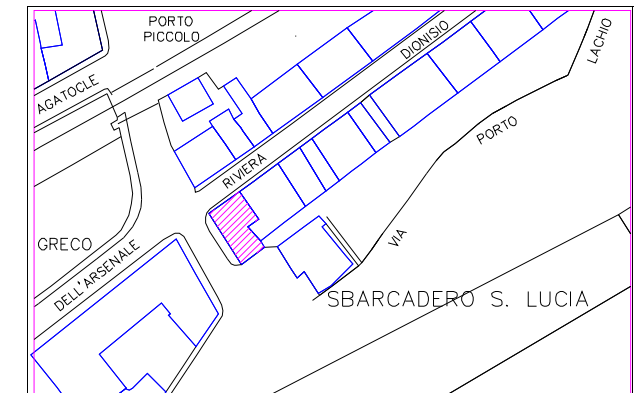 PORTO
PICCOLO
DIONISIO
LACHIO
AGATOCLE
PORTO
RIVIERA
GRECO
DELL'ARSENALE
VIA
SBARCADERO S. LUCIA